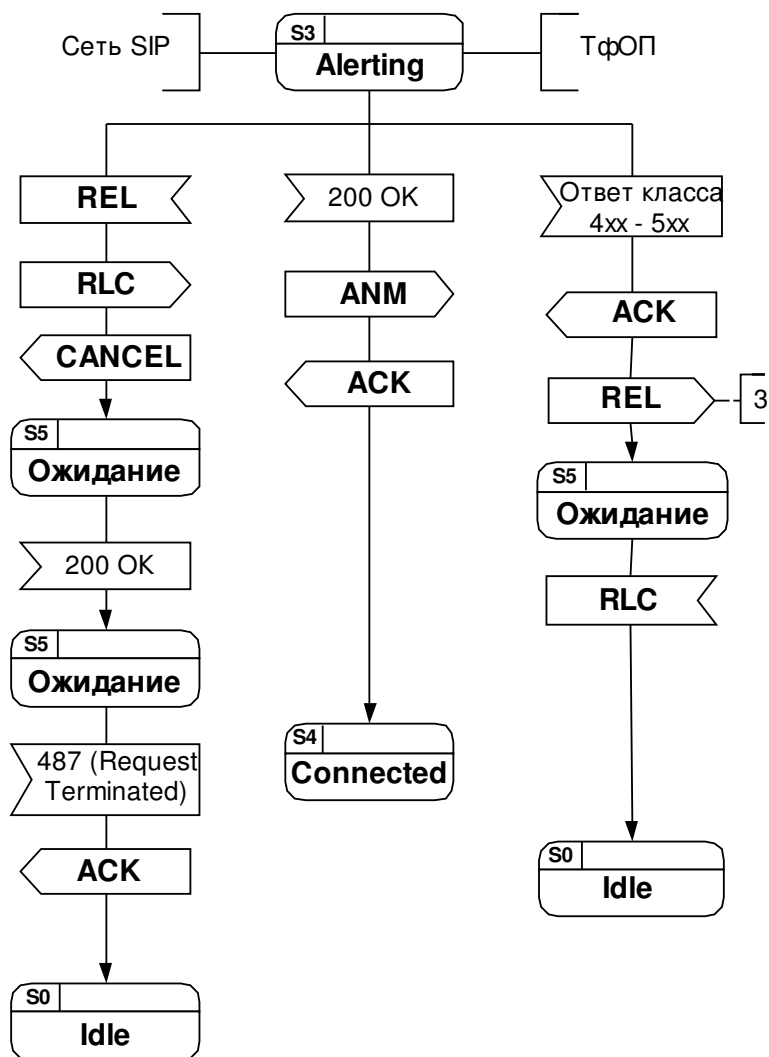 Сеть SIP
S3
Alerting
ТфОП
REL
RLC
CANCEL
S5
Ожидание
200 OK
S5
Ожидание
487 (Request
Terminated)
ACK
S0
Idle
200 OK
ANM
ACK
S4
Connected
Ответ класса
4xx - 5xx
ACK
REL
3
S5
Ожидание
RLC
S0
Idle